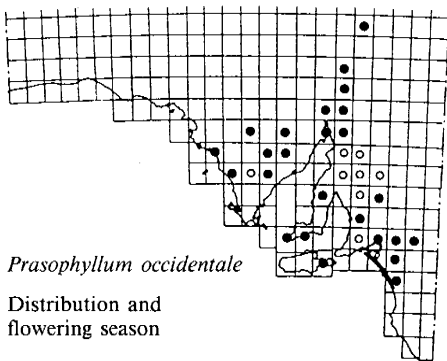 Prasophyllum occidentale
Distribution and
flowering season